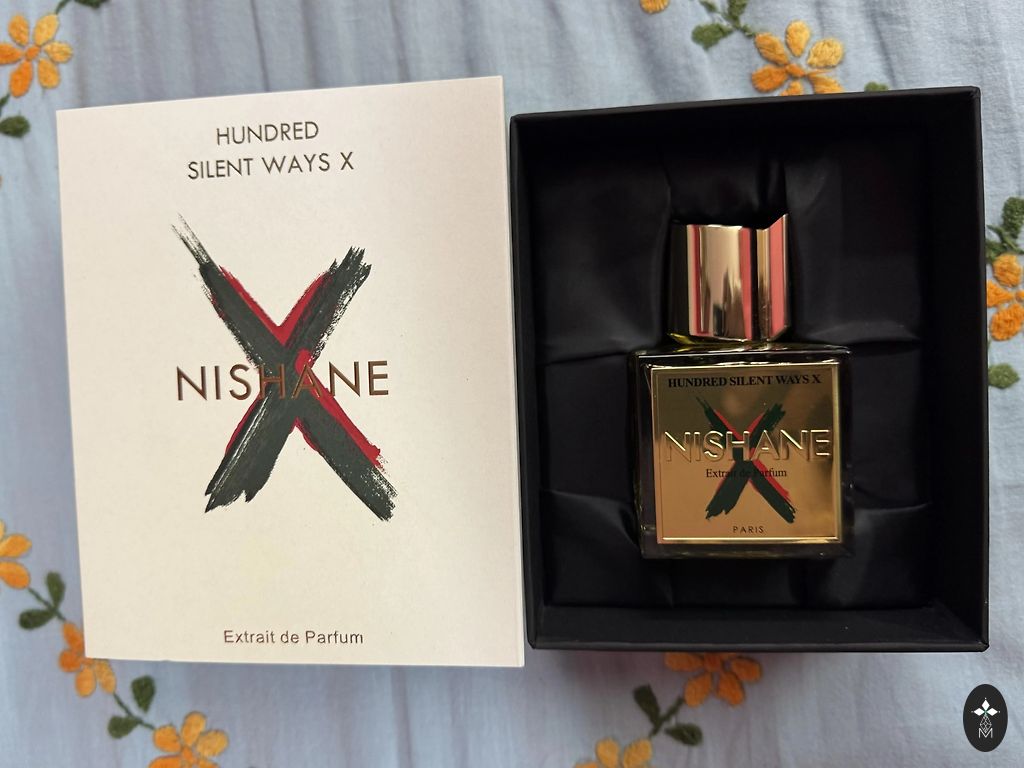 HUNDRED
SILENT WAYS X
NISHANE
Extrait de Parfum
HUNDRED SILENT WAYS X
NISHANE
Extrait de Parfum
PARIS
M